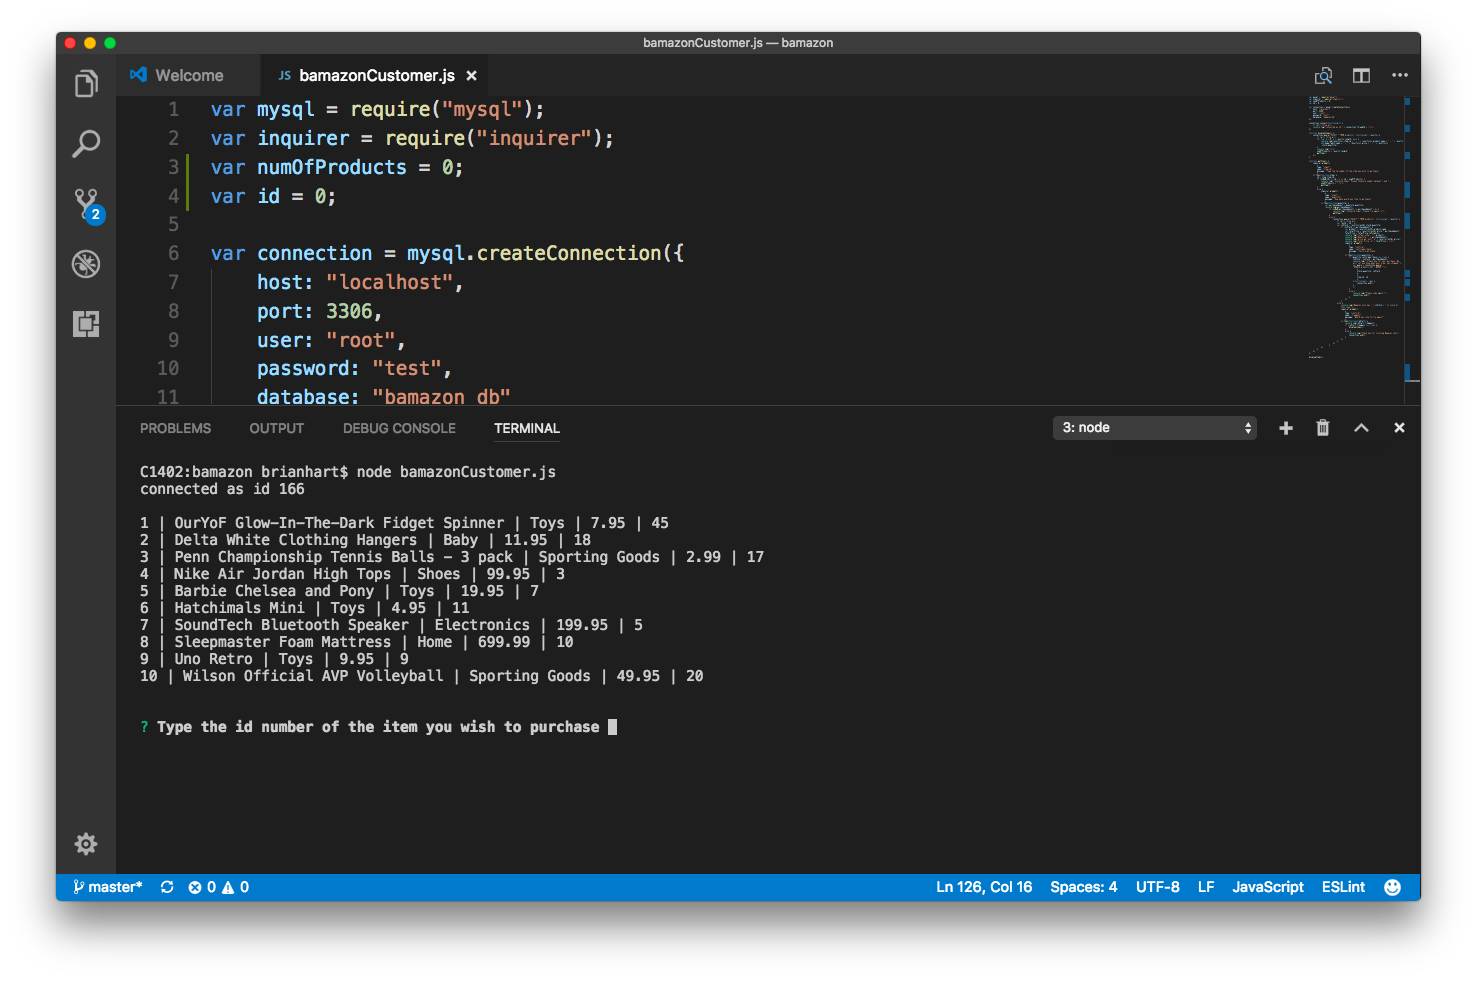 bamazonCustomer.js — bamazon
Welcome
JS bamazonCustomer.js ×
1 var mysql = require("mysql");
2 var inquirer = require("inquirer");
3 var numOfProducts = 0;
4 var id = 0;
5
6 var connection = mysql.createConnection({
7 host: "localhost",
8 port: 3306,
9 user: "root",
10 password: "test",
11 database: "bamazon_db"
2
PROBLEMS OUTPUT DEBUG CONSOLE TERMINAL 3: node
C1402:bamazon brianhart$ node bamazonCustomer.js
connected as id 166
1 | OurYoF Glow-In-The-Dark Fidget Spinner | Toys | 7.95 | 45
2 | Delta White Clothing Hangers | Baby | 11.95 | 18
3 | Penn Championship Tennis Balls - 3 pack | Sporting Goods | 2.99 | 17
4 | Nike Air Jordan High Tops | Shoes | 99.95 | 3
5 | Barbie Chelsea and Pony | Toys | 19.95 | 7
6 | Hatchimals Mini | Toys | 4.95 | 11
7 | SoundTech Bluetooth Speaker | Electronics | 199.95 | 5
8 | Sleepmaster Foam Mattress | Home | 699.99 | 10
9 | Uno Retro | Toys | 9.95 | 9
10 | Wilson Official AVP Volleyball | Sporting Goods | 49.95 | 20
? Type the id number of the item you wish to purchase
master* 0 0 Ln 126, Col 16 Spaces: 4 UTF-8 LF JavaScript ESLint